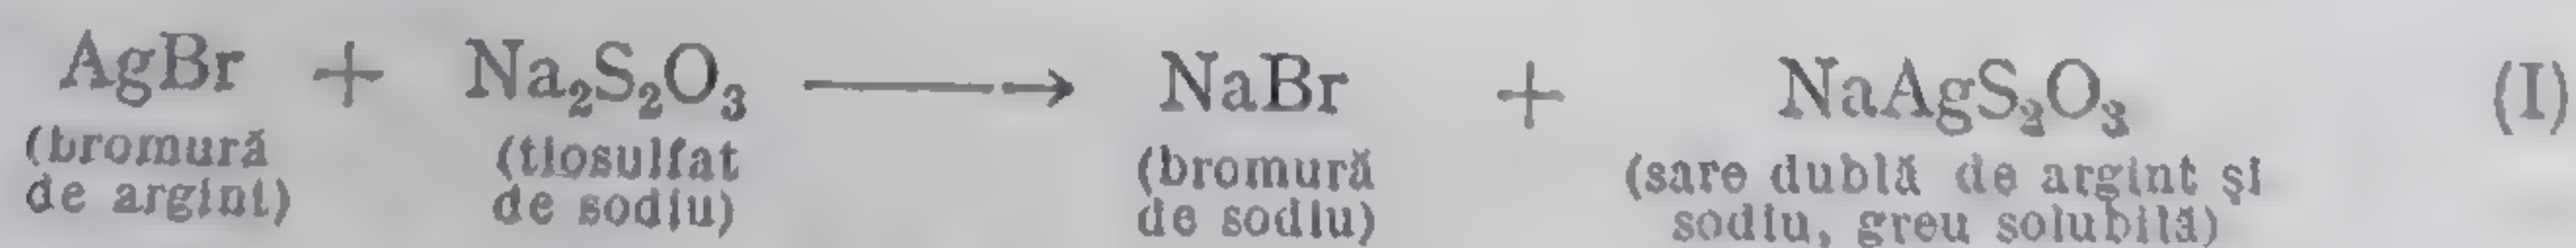 AgBr + Na₂S₂O₃ ⟶ NaBr + NaAgS₂O₃ (I)
(bromură (tiosulfat (bromură (sare dublă de argint și
de argint) de sodiu) de sodiu) sodiu, greu solubilă)